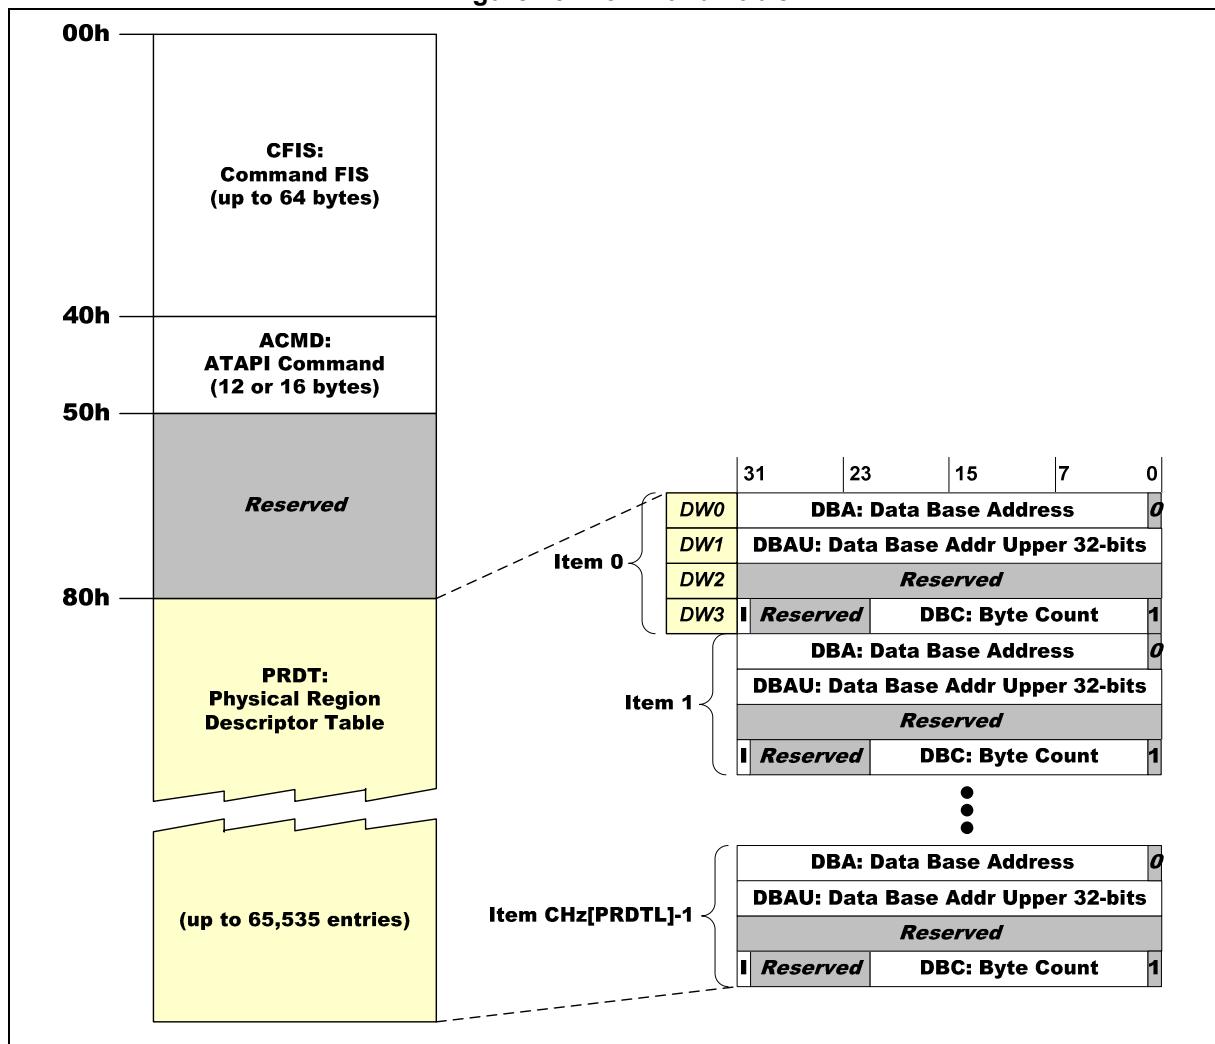 00h
CFIS:
Command FIS
(up to 64 bytes)
40h
ACMD:
ATAPI Command
(12 or 16 bytes)
50h
Reserved
80h
PRDT:
Physical Region
Descriptor Table
(up to 65,535 entries)
31 23 15 7 0
Item 0
DW0 DBA: Data Base Address 0
DW1 DBAU: Data Base Addr Upper 32-bits
DW2 Reserved
DW3 I Reserved DBC: Byte Count 1
Item 1
DBA: Data Base Address 0
DBAU: Data Base Addr Upper 32-bits
Reserved
I Reserved DBC: Byte Count 1
Item CHz[PRDTL]-1
DBA: Data Base Address 0
DBAU: Data Base Addr Upper 32-bits
Reserved
I Reserved DBC: Byte Count 1